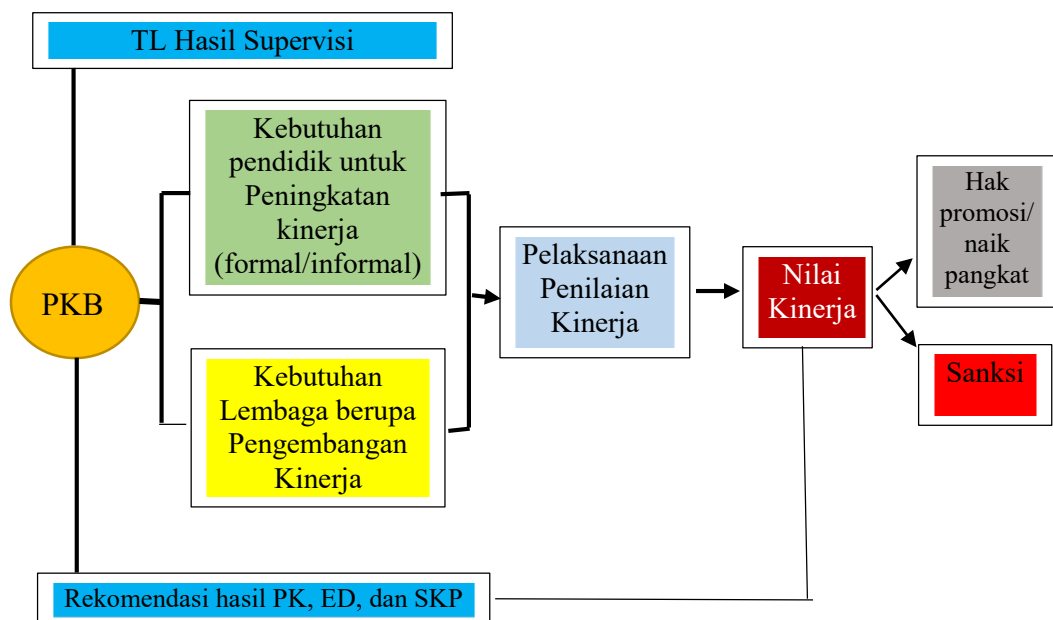 TL Hasil Supervisi
Kebutuhan
pendidik untuk
Peningkatan
kinerja
(formal/informal)
PKB
Kebutuhan
Lembaga berupa
Pengembangan
Kinerja
Pelaksanaan
Penilaian
Kinerja
Nilai
Kinerja
Hak
promosi/
naik
pangkat
Sanksi
Rekomendasi hasil PK, ED, dan SKP